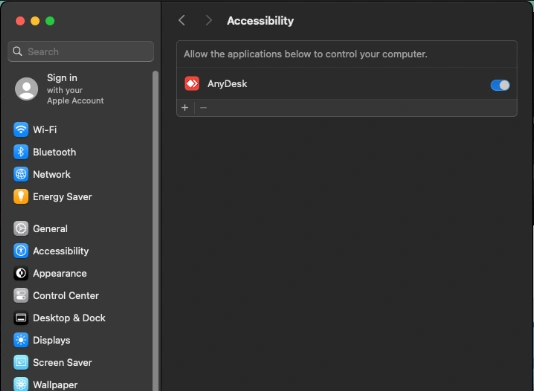 Accessibility
Search
Allow the applications below to control your computer.
Sign in
with your
Apple Account
AnyDesk
+ −
Wi-Fi
Bluetooth
Network
Energy Saver
General
Accessibility
Appearance
Control Center
Desktop & Dock
Displays
Screen Saver
Wallpaper